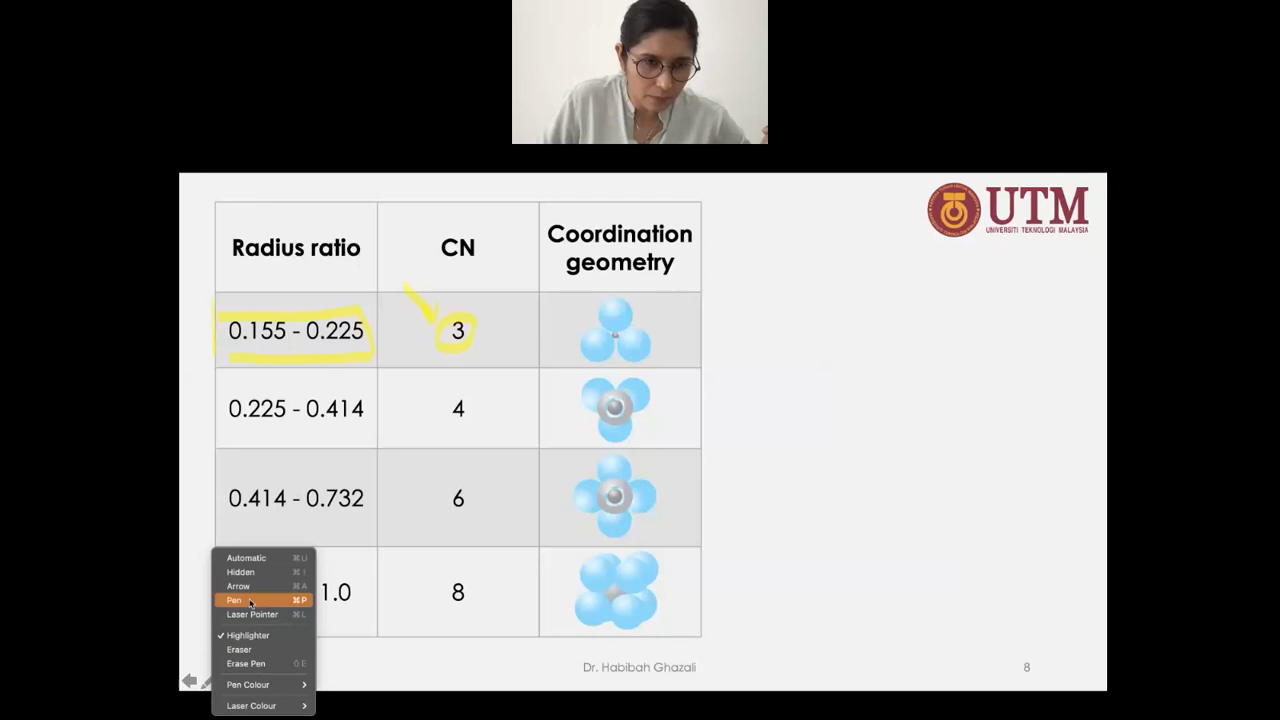 UTM
UNIVERSITI TEKNOLOGI MALAYSIA
Radius ratio CN Coordination geometry
0.155 - 0.225 3
0.225 - 0.414 4
0.414 - 0.732 6
1.0 8
Automatic ⌘U
Hidden ⌘I
Arrow ⌘A
Pen ⌘P
Laser Pointer ⌘L
✓ Highlighter
Eraser
Erase Pen ⇧E
Pen Colour >
Laser Colour >
Dr. Habibah Ghazali 8